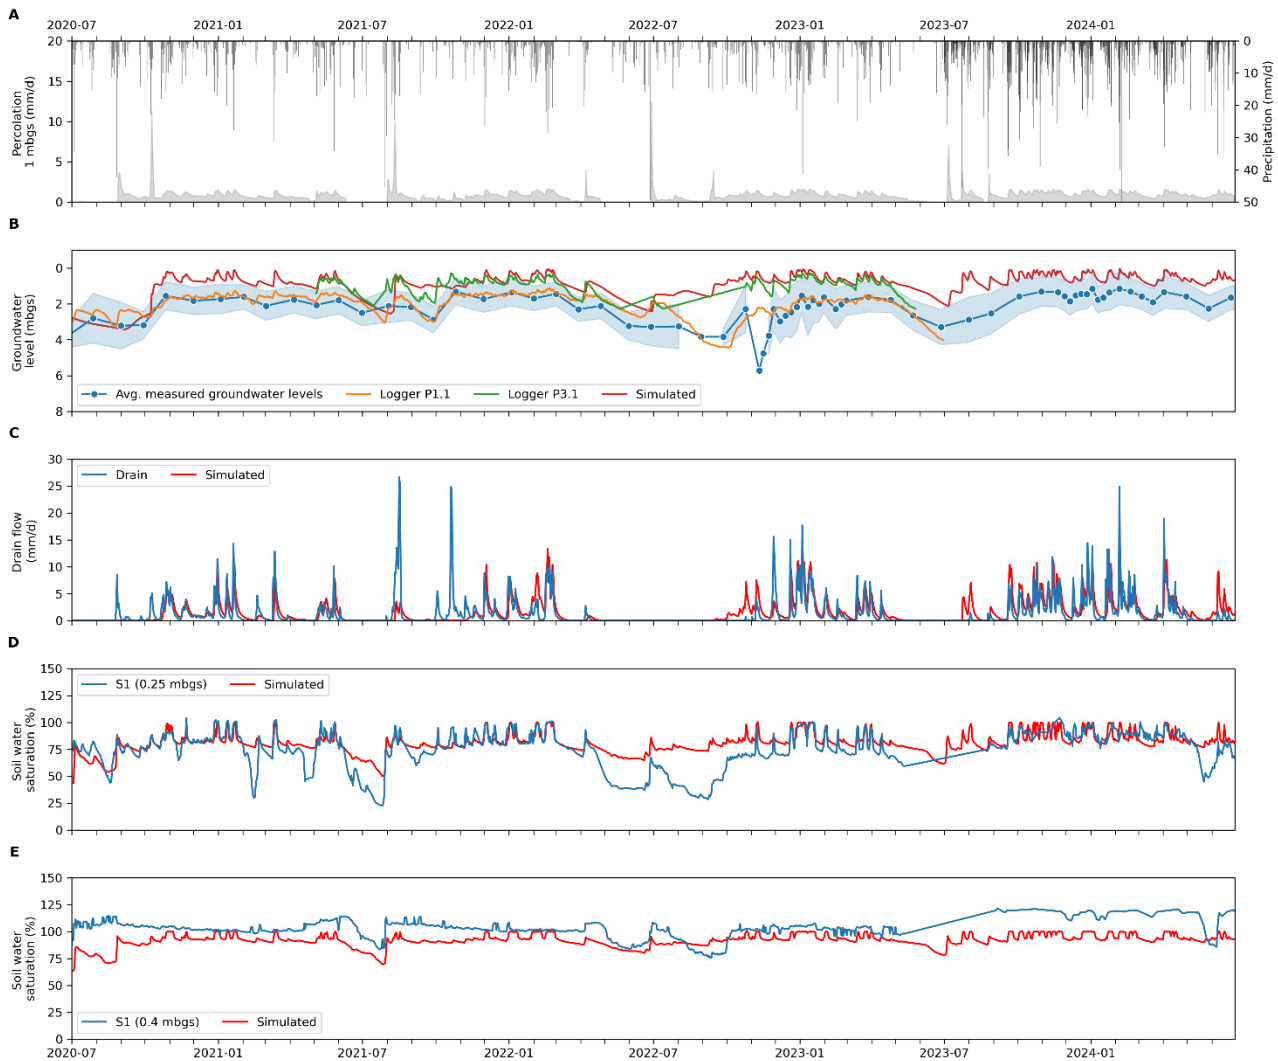 A
2020-07 2021-01 2021-07 2022-01 2022-07 2023-01 2023-07 2024-01
20
15
10
5
0
Percolation
1 mbgs (mm/d)
0
10
20
30
40
50
Precipitation (mm/d)
B
0
2
4
6
8
Groundwater
level (mbgs)
Avg. measured groundwater levels Logger P1.1 Logger P3.1 Simulated
C
30
25
20
15
10
5
0
Drain flow
(mm/d)
Drain Simulated
D
150
125
100
75
50
25
0
Soil water
saturation (%)
S1 (0.25 mbgs) Simulated
E
150
125
100
75
50
25
0
Soil water
saturation (%)
S1 (0.4 mbgs) Simulated
2020-07 2021-01 2021-07 2022-01 2022-07 2023-01 2023-07 2024-01